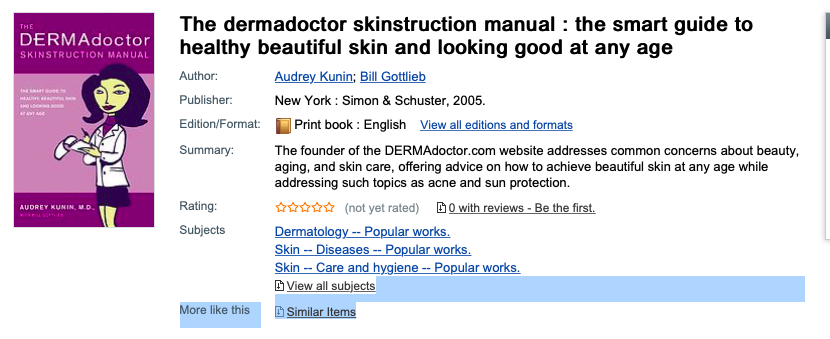 THE
DERMAdoctor
SKINSTRUCTION MANUAL
THE SMART GUIDE TO
HEALTHY, BEAUTIFUL SKIN
AND LOOKING GOOD
AT ANY AGE
AUDREY KUNIN, M.D.,
WITH BILL GOTTLIEB
The dermadoctor skinstruction manual : the smart guide to
healthy beautiful skin and looking good at any age
Author: Audrey Kunin; Bill Gottlieb
Publisher: New York : Simon & Schuster, 2005.
Edition/Format: Print book : English View all editions and formats
Summary: The founder of the DERMAdoctor.com website addresses common concerns about beauty,
aging, and skin care, offering advice on how to achieve beautiful skin at any age while
addressing such topics as acne and sun protection.
Rating: (not yet rated) 0 with reviews - Be the first.
Subjects Dermatology -- Popular works.
Skin -- Diseases -- Popular works.
Skin -- Care and hygiene -- Popular works.
View all subjects
More like this Similar Items